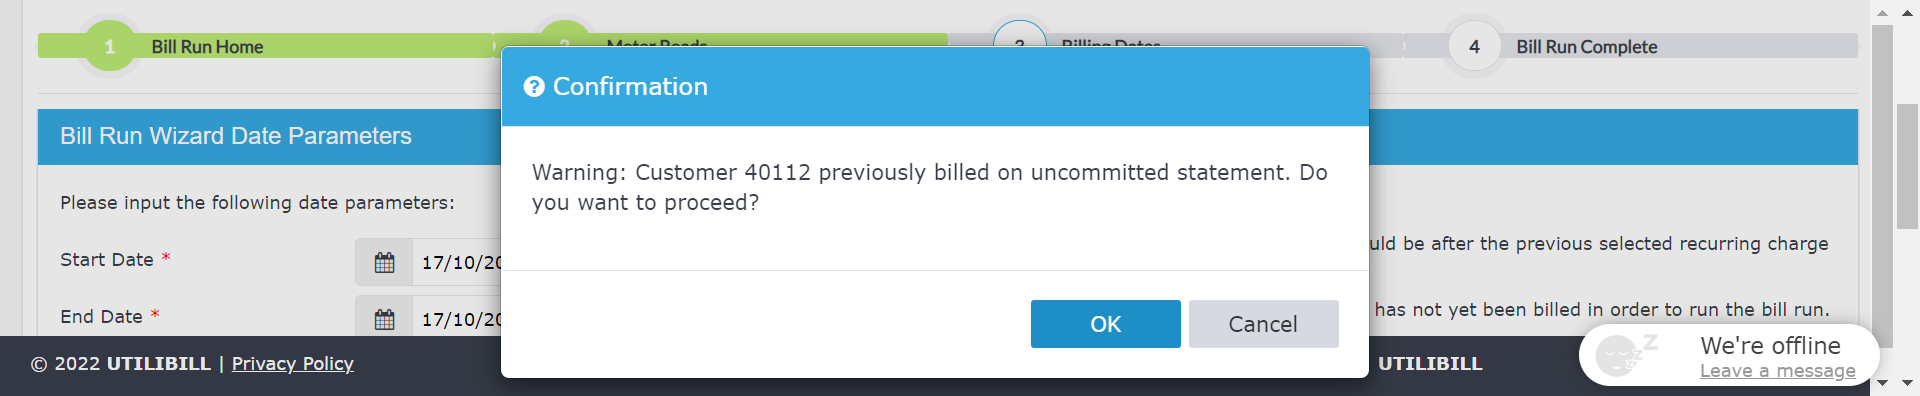 1 Bill Run Home
2 Meter Reads
3 Billing Dates
4 Bill Run Complete
Confirmation
Bill Run Wizard Date Parameters
Warning: Customer 40112 previously billed on uncommitted statement. Do
you want to proceed?
Please input the following date parameters:
Start Date *
17/10/20
uld be after the previous selected recurring charge
End Date *
17/10/20
has not yet been billed in order to run the bill run.
OK
Cancel
© 2022 UTILIBILL | Privacy Policy
UTILIBILL
We're offline
Leave a message